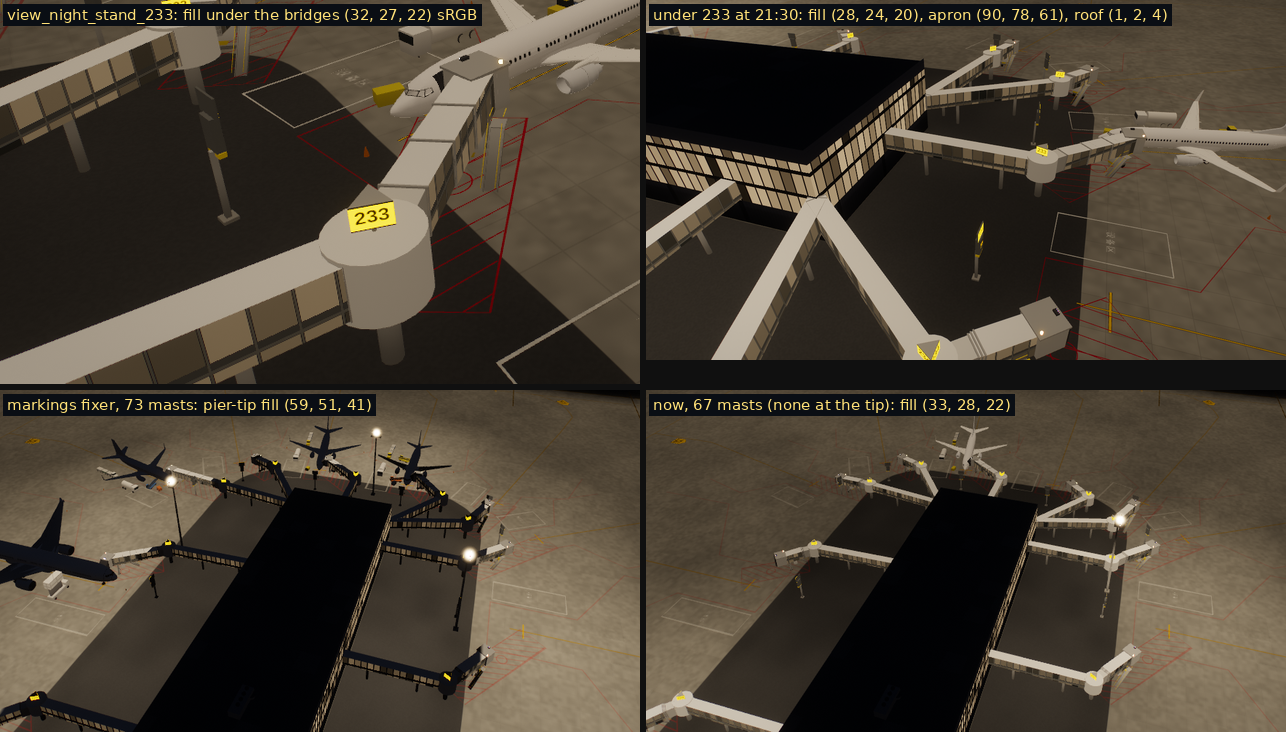 view_night_stand_233: fill under the bridges (32, 27, 22) sRGB
233
under 233 at 21:30: fill (28, 24, 20), apron (90, 78, 61), roof (1, 2, 4)
markings fixer, 73 masts: pier-tip fill (59, 51, 41)
now, 67 masts (none at the tip): fill (33, 28, 22)